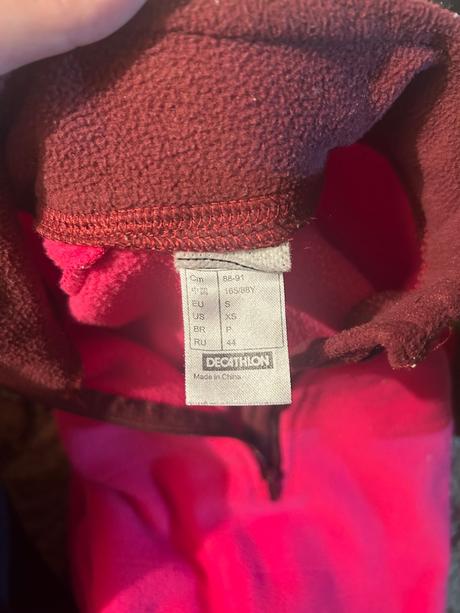 Cm 88-91
中国 165/88Y
EU S
US XS
BR P
RU 44
DECATHLON
Made in China